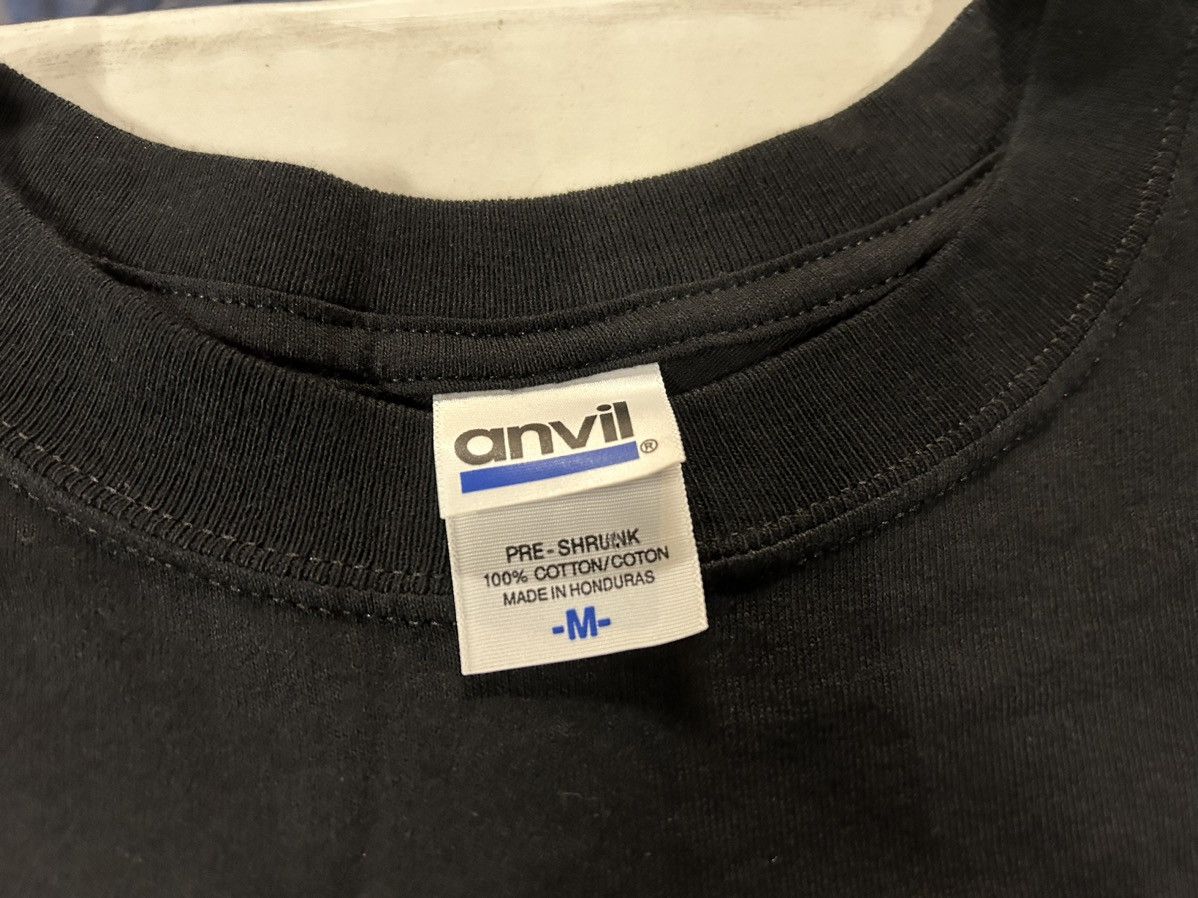 anvil®
PRE-SHRUNK
100% COTTON/COTON
MADE IN HONDURAS
-M-